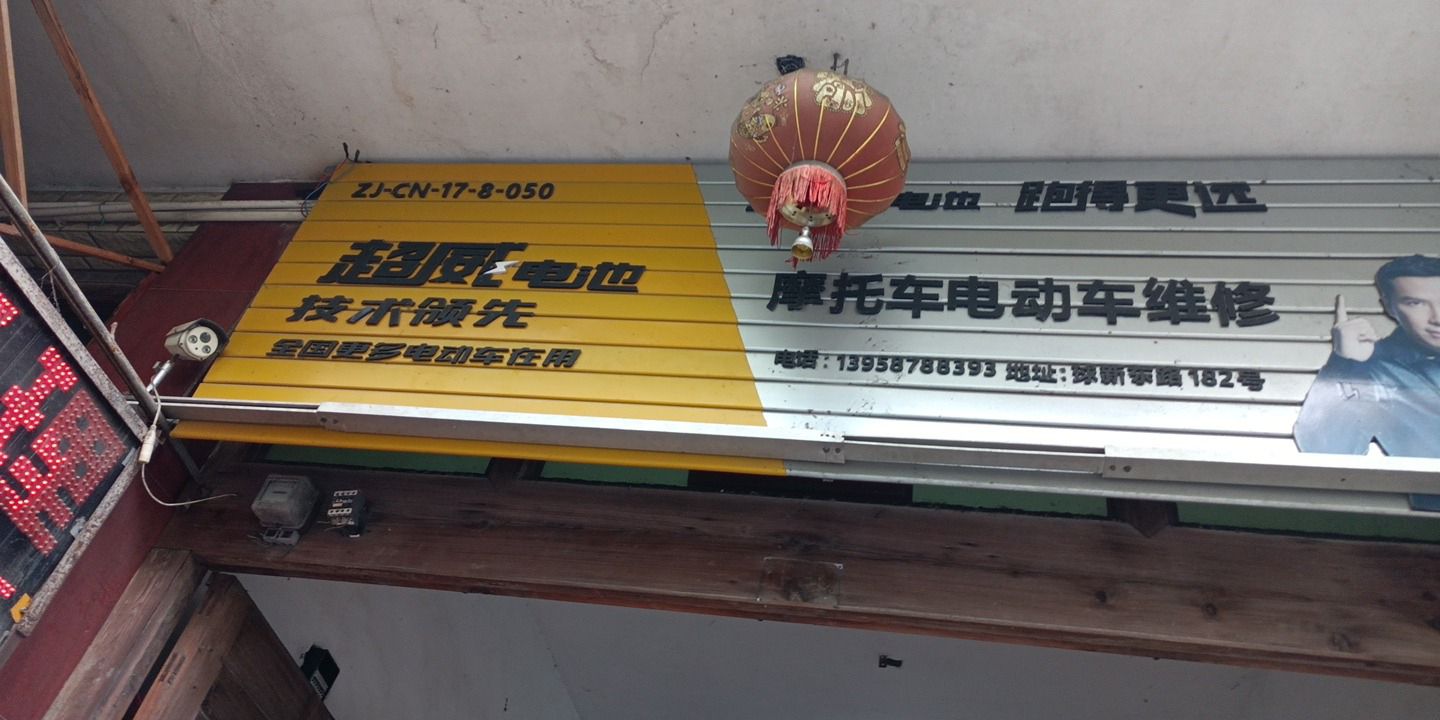 ZJ-CN-17-8-050
超威电池
技术领先
全国更多电动车在用
电池 跑得更远
摩托车电动车维修
电话：13958788393 地址：球新东路182号